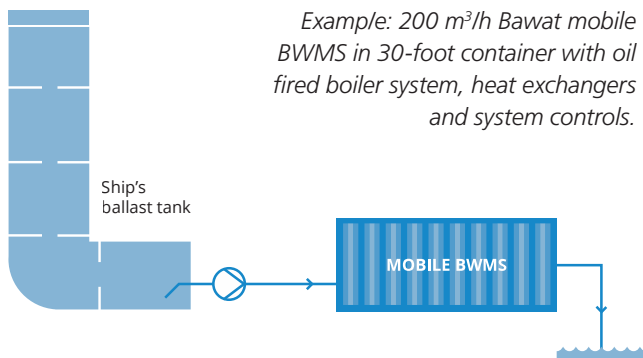 Example: 200 m³/h Bawat mobile
BWMS in 30-foot container with oil
fired boiler system, heat exchangers
and system controls.
Ship's
ballast tank
MOBILE BWMS